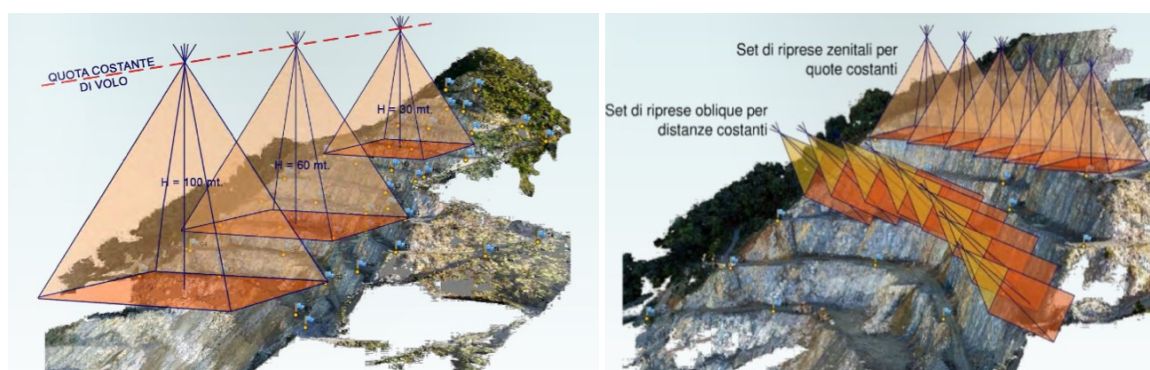 QUOTA COSTANTE
DI VOLO
H = 100 mt.
H = 60 mt.
H = 30 mt.
Set di riprese zenitali per
quote costanti
Set di riprese oblique per
distanze costanti